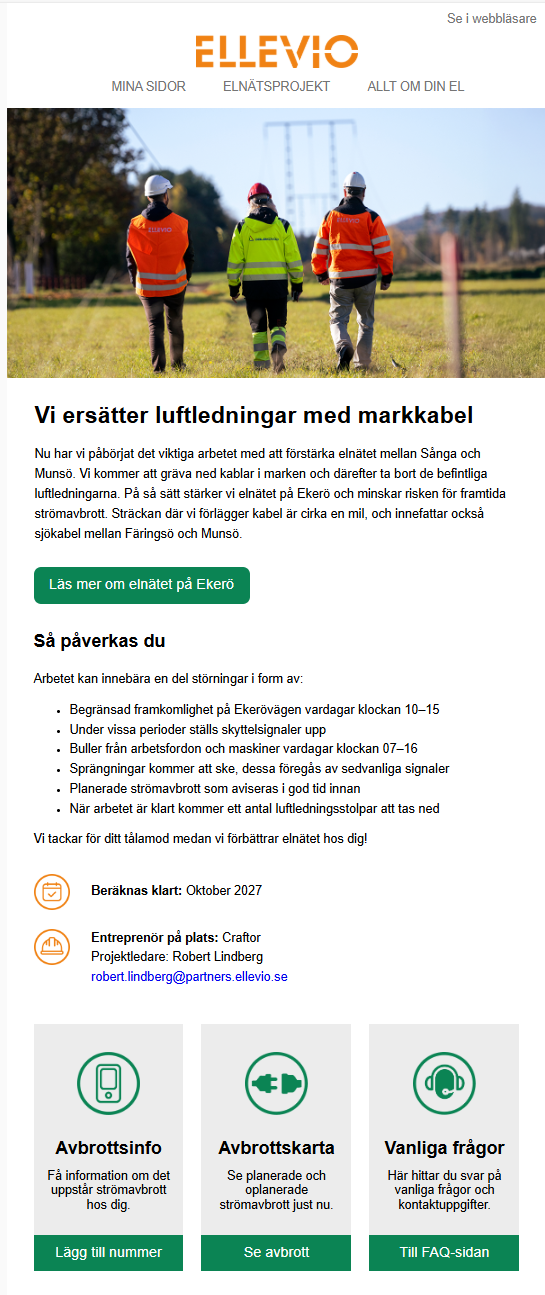 Se i webbläsare
ELLEVIO
MINA SIDOR ELNÄTSPROJEKT ALLT OM DIN EL
ELLEVIO
ELLEVIO
Vi ersätter luftledningar med markkabel
Nu har vi påbörjat det viktiga arbetet med att förstärka elnätet mellan Sånga och
Munsö. Vi kommer att gräva ned kablar i marken och därefter ta bort de befintliga
luftledningarna. På så sätt stärker vi elnätet på Ekerö och minskar risken för framtida
strömavbrott. Sträckan där vi förlägger kabel är cirka en mil, och innefattar också
sjökabel mellan Färingsö och Munsö.
Läs mer om elnätet på Ekerö
Så påverkas du
Arbetet kan innebära en del störningar i form av:
• Begränsad framkomlighet på Ekerövägen vardagar klockan 10–15
• Under vissa perioder ställs skyttelsignaler upp
• Buller från arbetsfordon och maskiner vardagar klockan 07–16
• Sprängningar kommer att ske, dessa föregås av sedvanliga signaler
• Planerade strömavbrott som aviseras i god tid innan
• När arbetet är klart kommer ett antal luftledningsstolpar att tas ned
Vi tackar för ditt tålamod medan vi förbättrar elnätet hos dig!
Beräknas klart: Oktober 2027
Entreprenör på plats: Craftor
Projektledare: Robert Lindberg
robert.lindberg@partners.ellevio.se
Avbrottsinfo
Få information om det
uppstår strömavbrott
hos dig.
Lägg till nummer
Avbrottskarta
Se planerade och
oplanerade
strömavbrott just nu.
Se avbrott
Vanliga frågor
Här hittar du svar på
vanliga frågor och
kontaktuppgifter.
Till FAQ-sidan